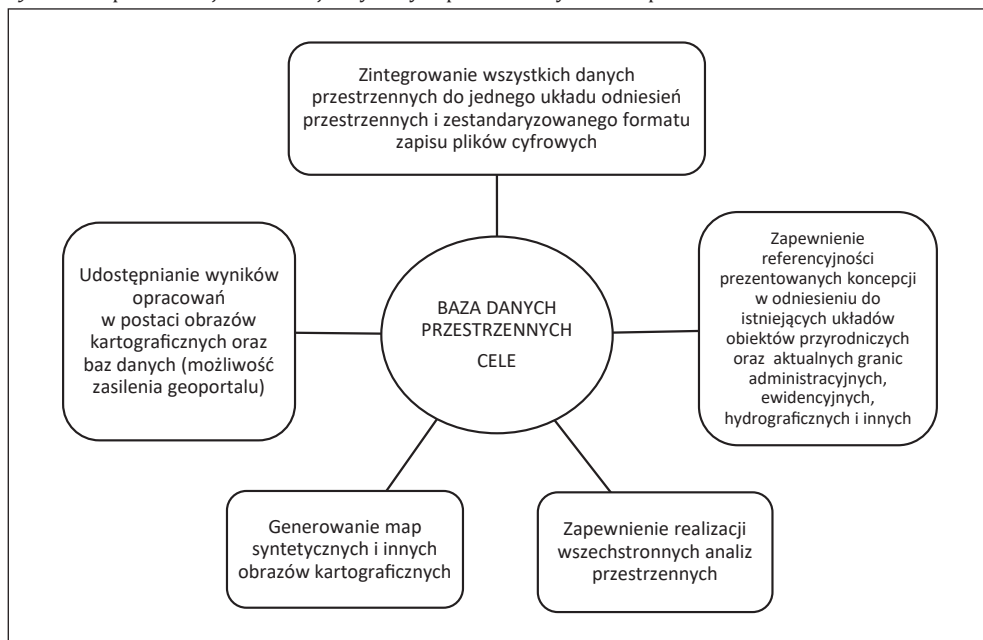 Zintegrowanie wszystkich danych
przestrzennych do jednego układu odniesień
przestrzennych i zestandaryzowanego formatu
zapisu plików cyfrowych
Udostępnianie wyników
opracowań
w postaci obrazów
kartograficznych oraz
baz danych (możliwość
zasilenia geoportalu)
BAZA DANYCH
PRZESTRZENNYCH
CELE
Zapewnienie
referencyjności
prezentowanych koncepcji
w odniesieniu do
istniejących układów
obiektów przyrodniczych
oraz aktualnych granic
administracyjnych,
ewidencyjnych,
hydrograficznych i innych
Generowanie map
syntetycznych i innych
obrazów kartograficznych
Zapewnienie realizacji
wszechstronnych analiz
przestrzennych